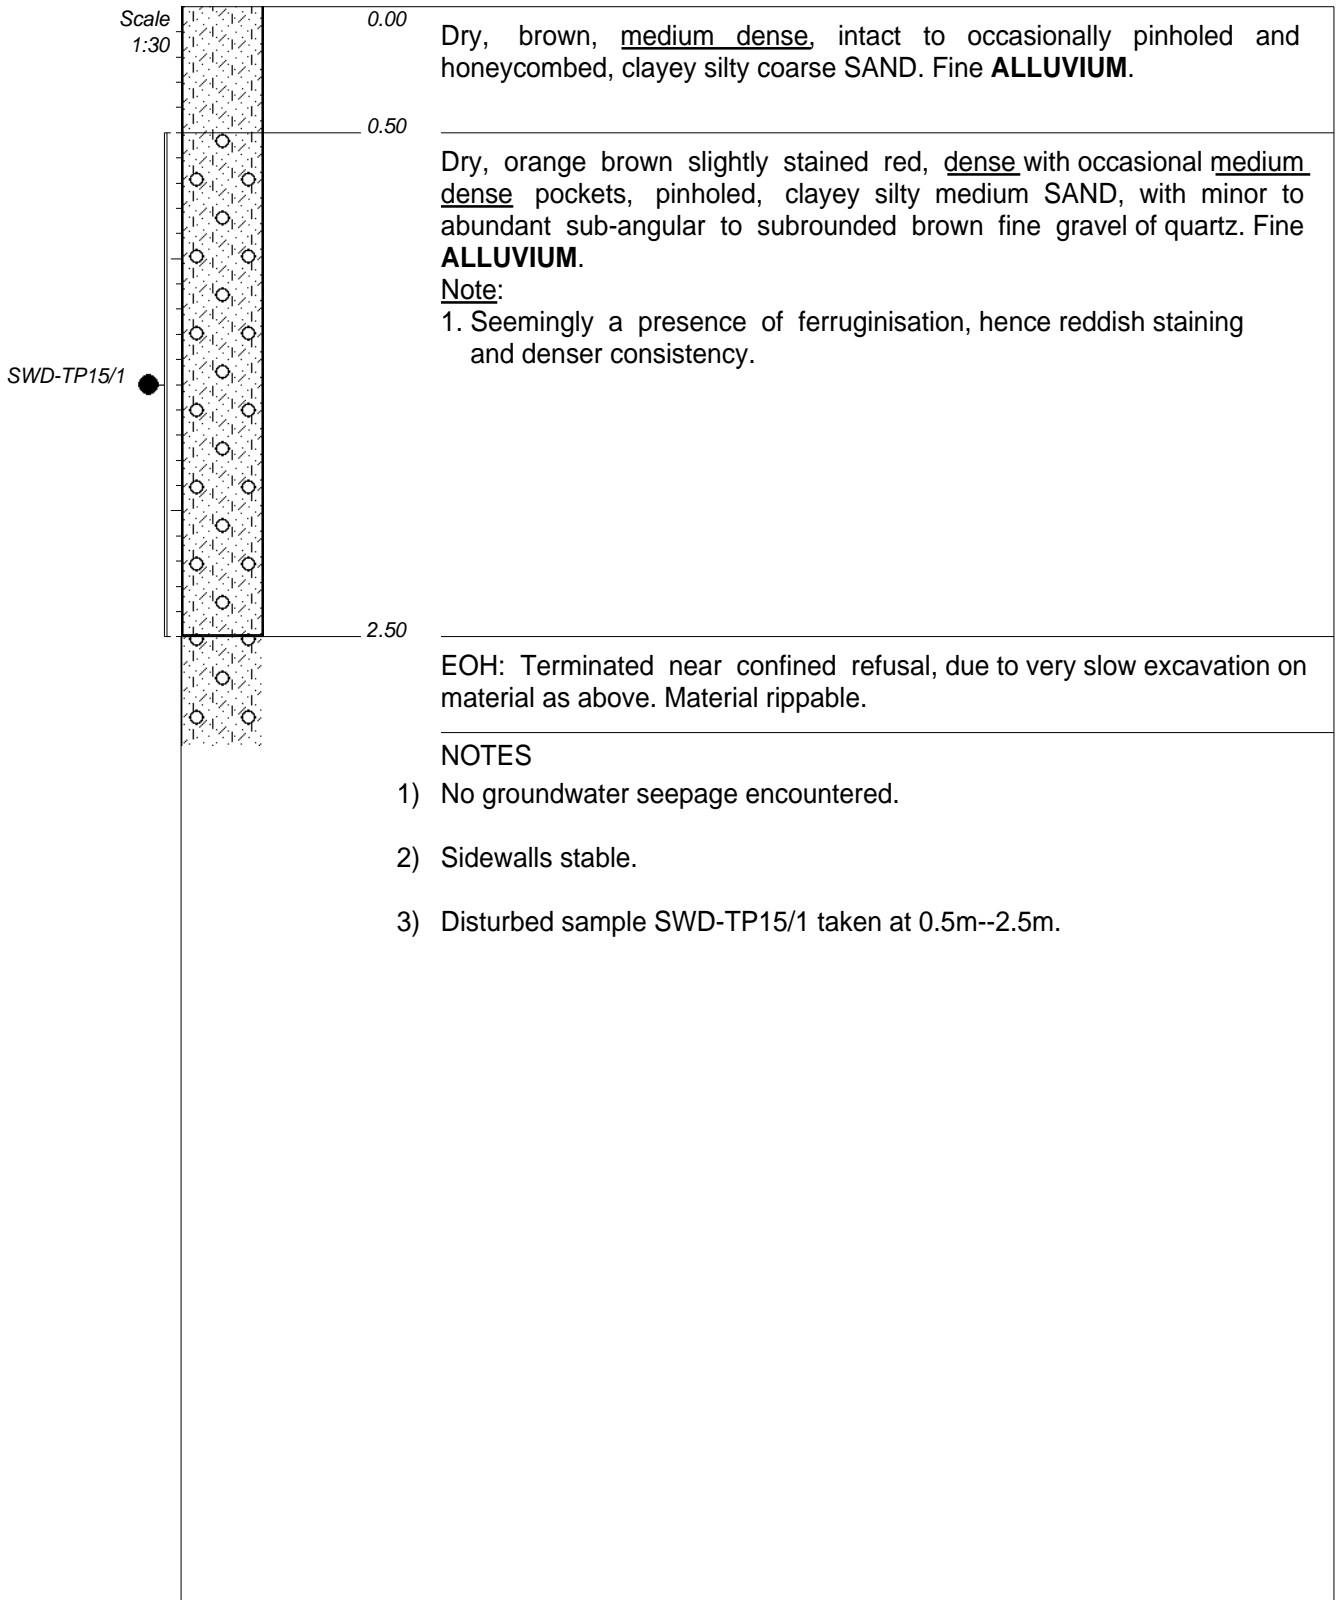 Scale
1:30
0.00
Dry, brown, medium dense, intact to occasionally pinholed and
honeycombed, clayey silty coarse SAND. Fine ALLUVIUM.
0.50
Dry, orange brown slightly stained red, dense with occasional medium
dense pockets, pinholed, clayey silty medium SAND, with minor to
abundant sub-angular to subrounded brown fine gravel of quartz. Fine
ALLUVIUM.
Note:
1. Seemingly a presence of ferruginisation, hence reddish staining
and denser consistency.
SWD-TP15/1
2.50
EOH: Terminated near confined refusal, due to very slow excavation on
material as above. Material rippable.
NOTES
1) No groundwater seepage encountered.
2) Sidewalls stable.
3) Disturbed sample SWD-TP15/1 taken at 0.5m--2.5m.